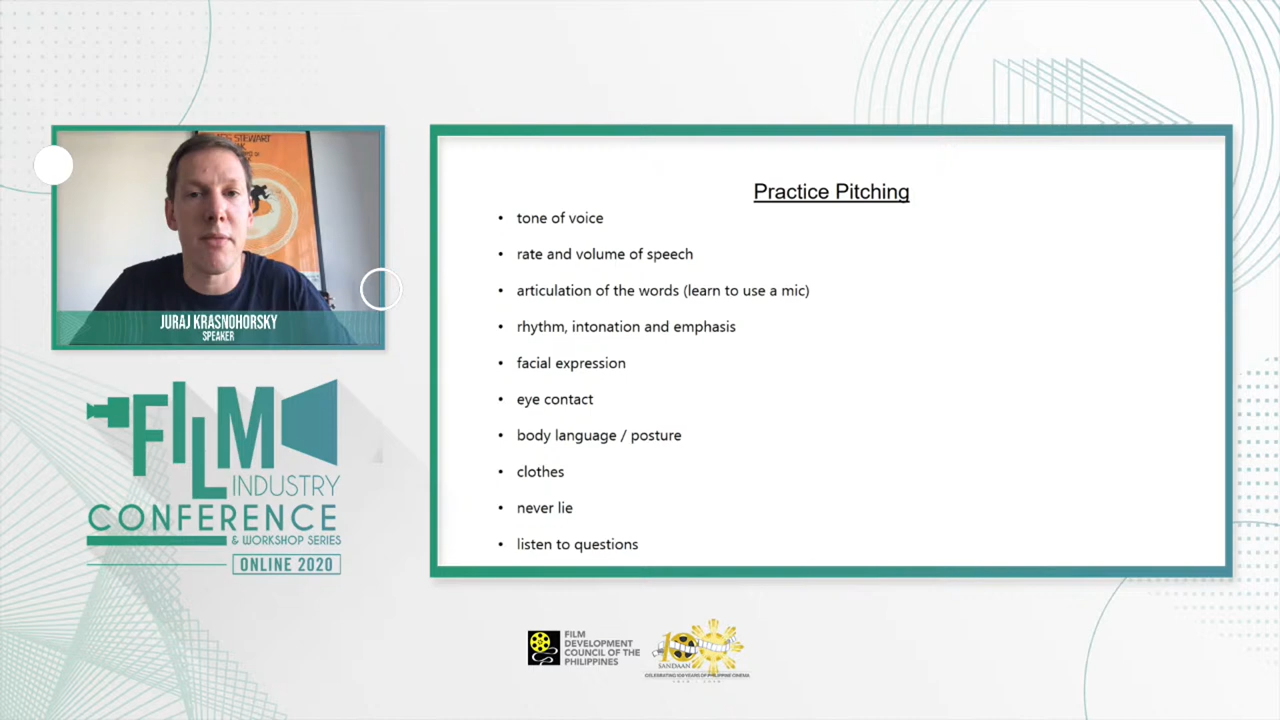 STEWART
JURAJ KRASNOHORSKY
SPEAKER
FILM
INDUSTRY
CONFERENCE
& WORKSHOP SERIES
ONLINE 2020
Practice Pitching
• tone of voice
• rate and volume of speech
• articulation of the words (learn to use a mic)
• rhythm, intonation and emphasis
• facial expression
• eye contact
• body language / posture
• clothes
• never lie
• listen to questions
FILM
DEVELOPMENT
COUNCIL OF THE
PHILIPPINES
100
SANDAAN
CELEBRATING 100 YEARS OF PHILIPPINE CINEMA